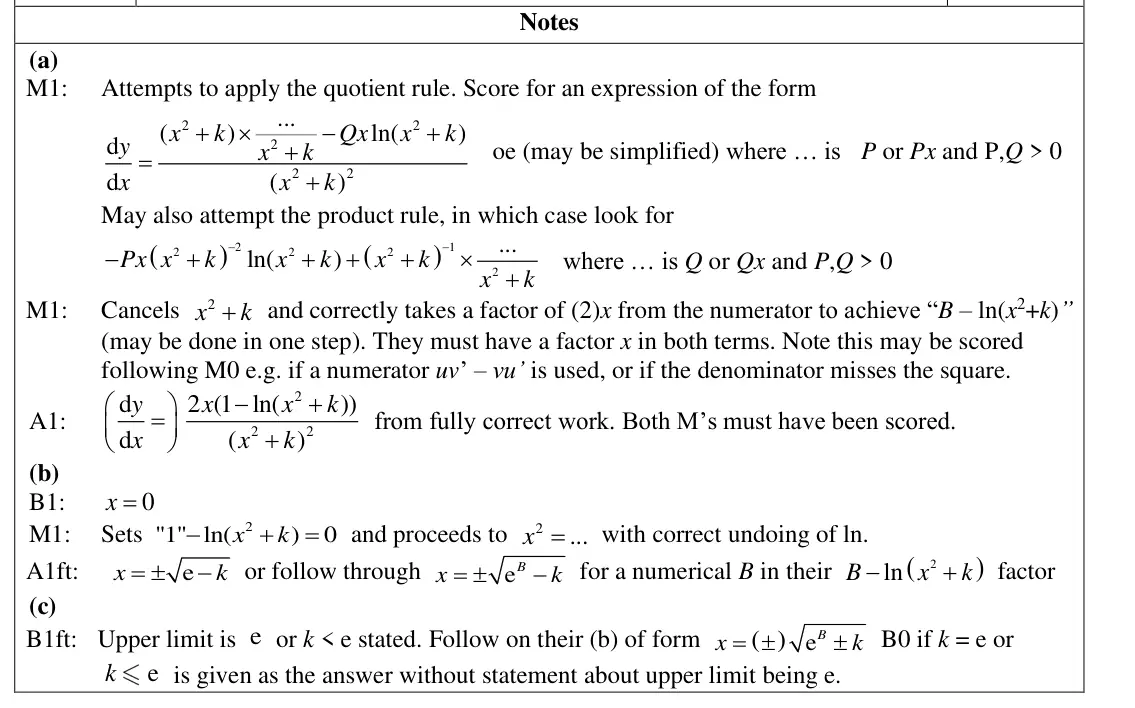 Notes
(a)
M1: Attempts to apply the quotient rule. Score for an expression of the form
dy/dx = ((x² + k) × .../(x² + k) − Qx ln(x² + k))/(x² + k)² oe (may be simplified) where … is P or Px and P,Q > 0
May also attempt the product rule, in which case look for
−Px(x² + k)⁻² ln(x² + k) + (x² + k)⁻¹ × .../(x² + k) where … is Q or Qx and P,Q > 0
M1: Cancels x² + k and correctly takes a factor of (2)x from the numerator to achieve “B – ln(x²+k)”
(may be done in one step). They must have a factor x in both terms. Note this may be scored
following M0 e.g. if a numerator uv’ – vu’ is used, or if the denominator misses the square.
A1: (dy/dx =) 2x(1 − ln(x² + k))/(x² + k)² from fully correct work. Both M’s must have been scored.
(b)
B1: x = 0
M1: Sets "1"− ln(x² + k) = 0 and proceeds to x² = ... with correct undoing of ln.
A1ft: x = ±√(e − k) or follow through x = ±√(e^B − k) for a numerical B in their B − ln(x² + k) factor
(c)
B1ft: Upper limit is e or k < e stated. Follow on their (b) of form x = (±)√(e^B ± k) B0 if k = e or
k ⩽ e is given as the answer without statement about upper limit being e.